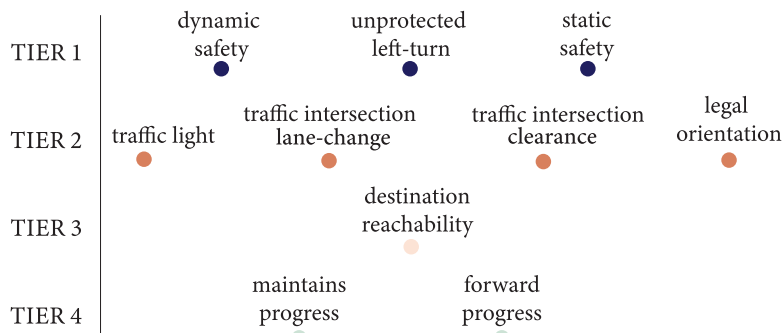 dynamic
safety
unprotected
left-turn
static
safety
TIER 1
traffic light
traffic intersection
lane-change
traffic intersection
clearance
legal
orientation
TIER 2
destination
reachability
TIER 3
maintains
progress
forward
progress
TIER 4